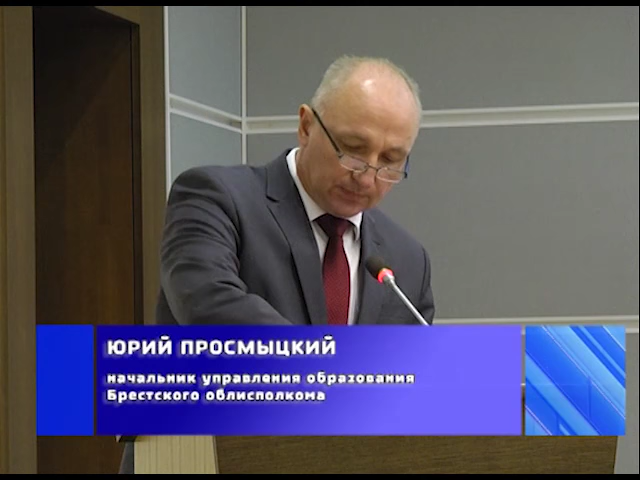 ЮРИЙ ПРОСМЫЦКИЙ
начальник управления образования
Брестского облисполкома